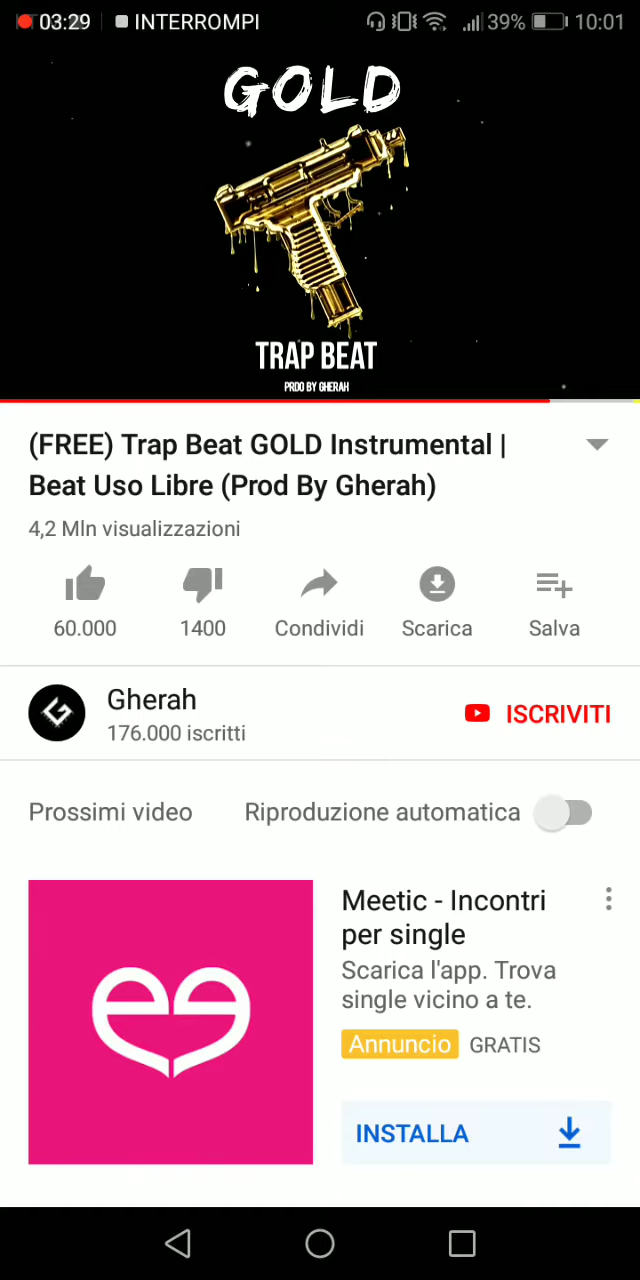 03:29 INTERROMPI 39% 10:01
GOLD
TRAP BEAT
PRDO BY GHERAH
(FREE) Trap Beat GOLD Instrumental |
Beat Uso Libre (Prod By Gherah)
4,2 Mln visualizzazioni
60.000 1400 Condividi Scarica Salva
Gherah
176.000 iscritti
ISCRIVITI
Prossimi video Riproduzione automatica
Meetic - Incontri
per single
Scarica l'app. Trova
single vicino a te.
Annuncio GRATIS
INSTALLA